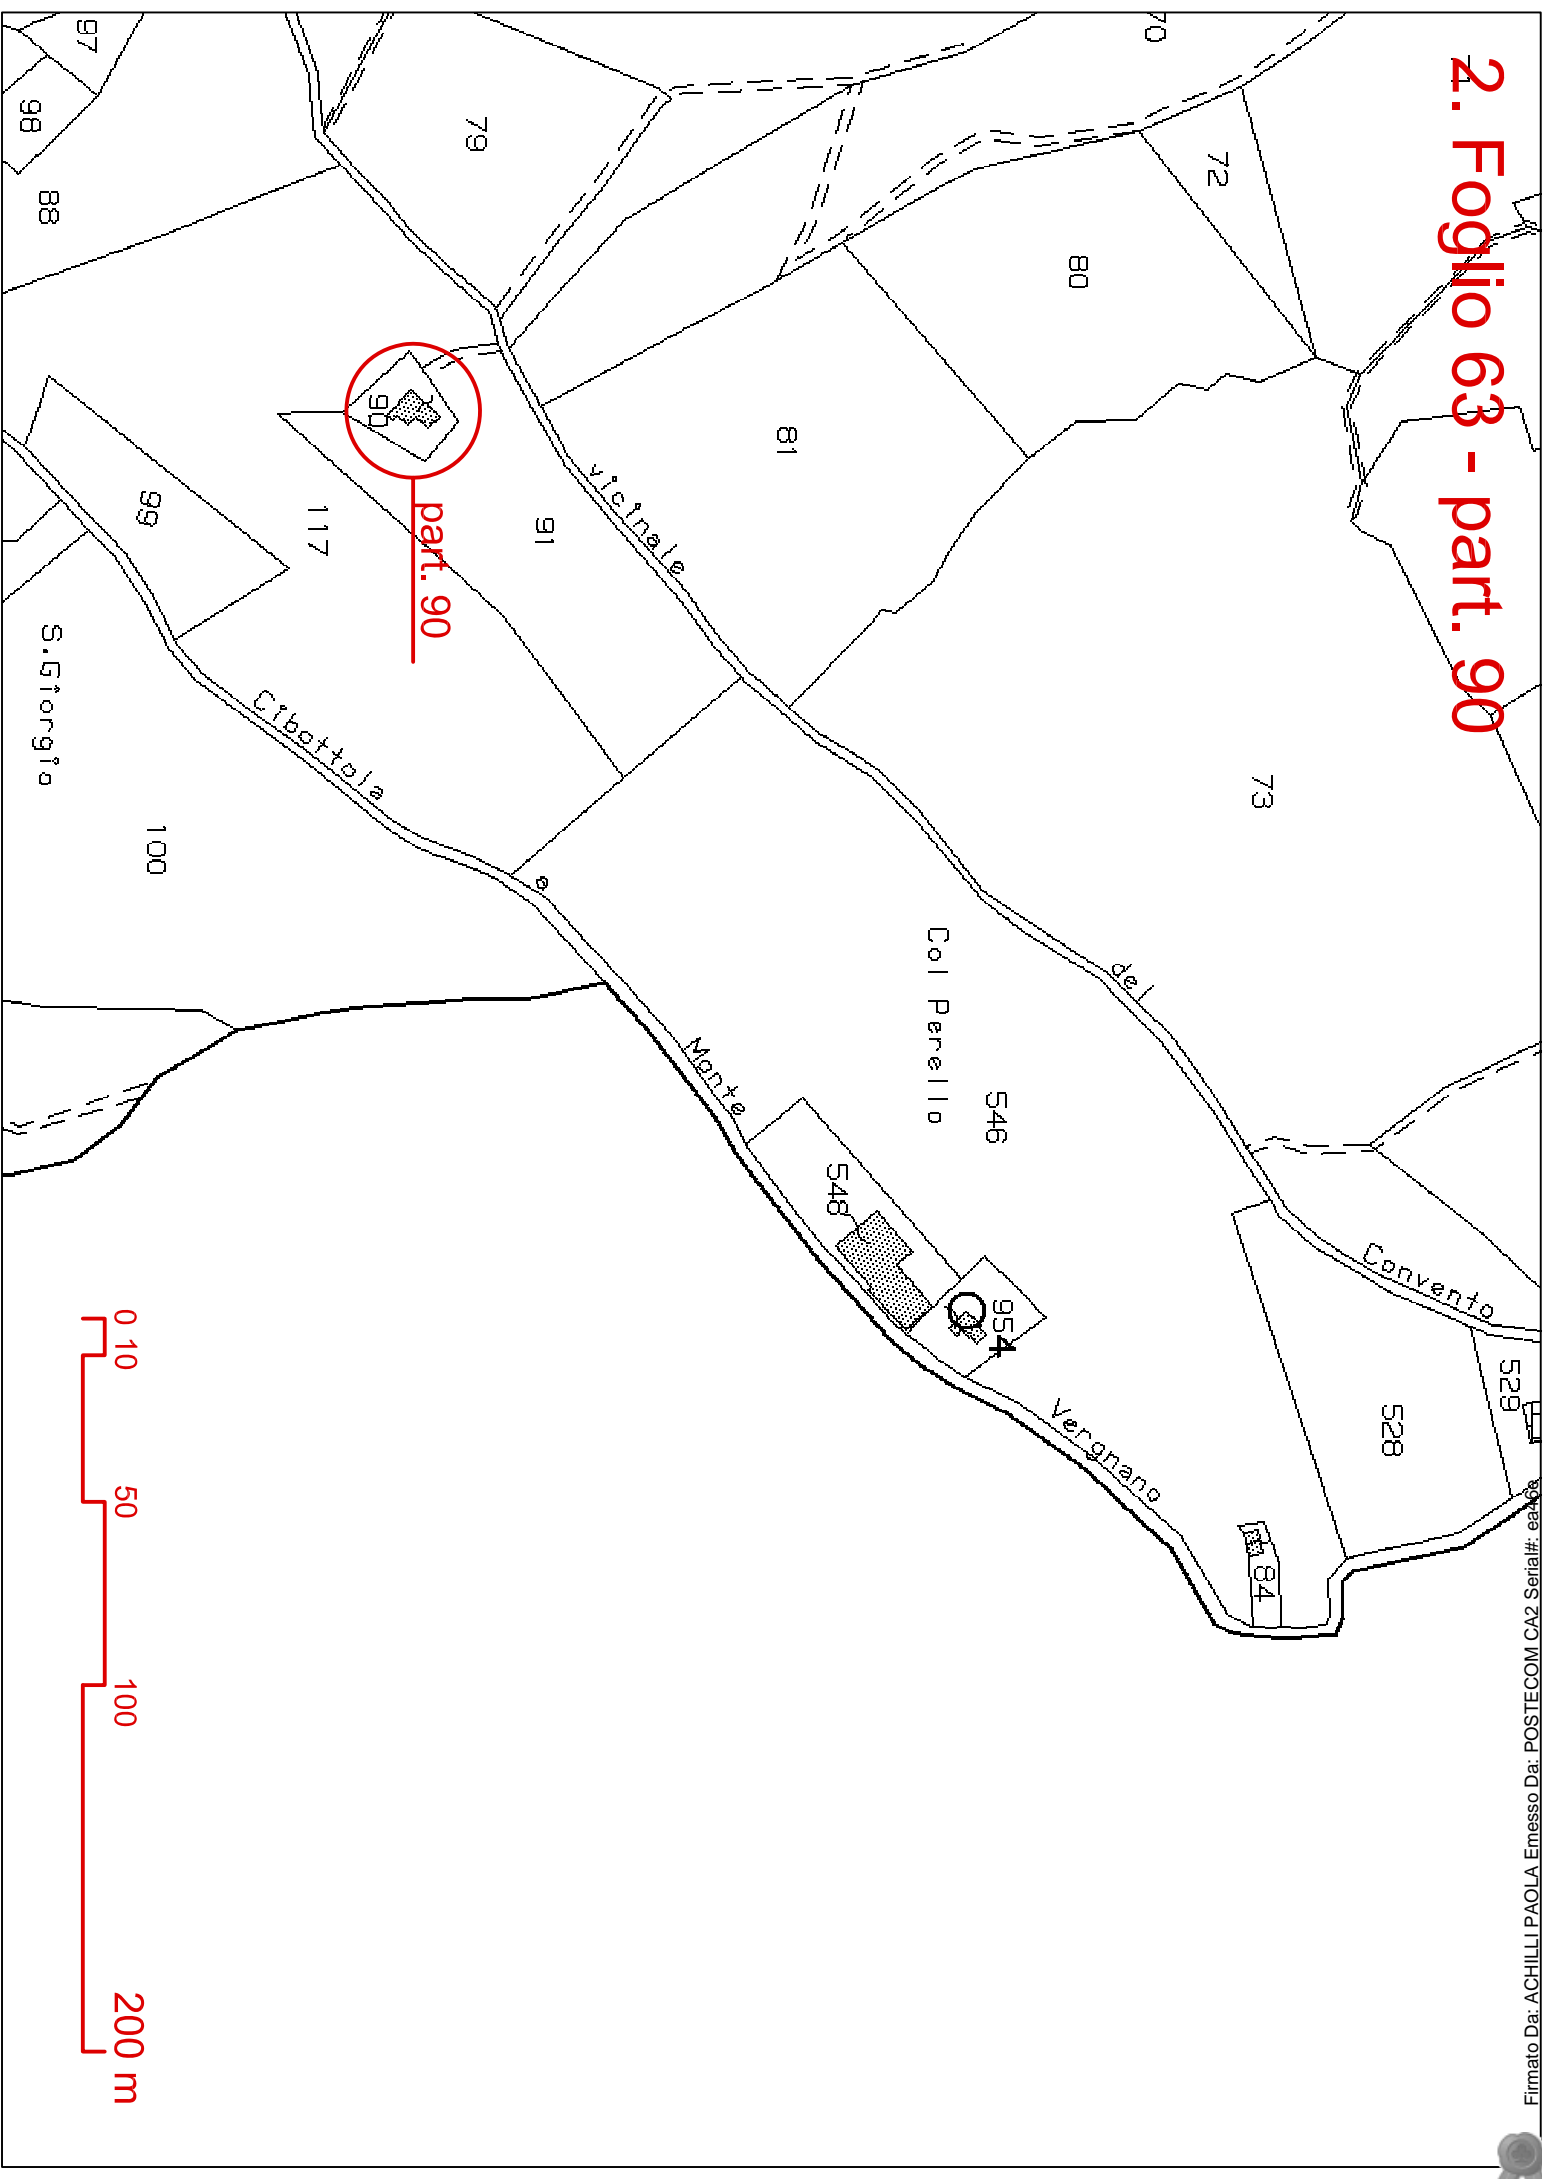 2. Foglio 63 - part. 90
70
97
98
79
72
88
80
81
90
part. 90
91
99
117
vicinale
73
S.Giorgio
100
Cibottola
a
Col Perello
546
del
Monte
548
954
Convento
529
528
Vergnano
84
0 10 50 100 200 m
Firmato Da: ACHILLI PAOLA Emesso Da: POSTECOM CA2 Serial#: ea46e